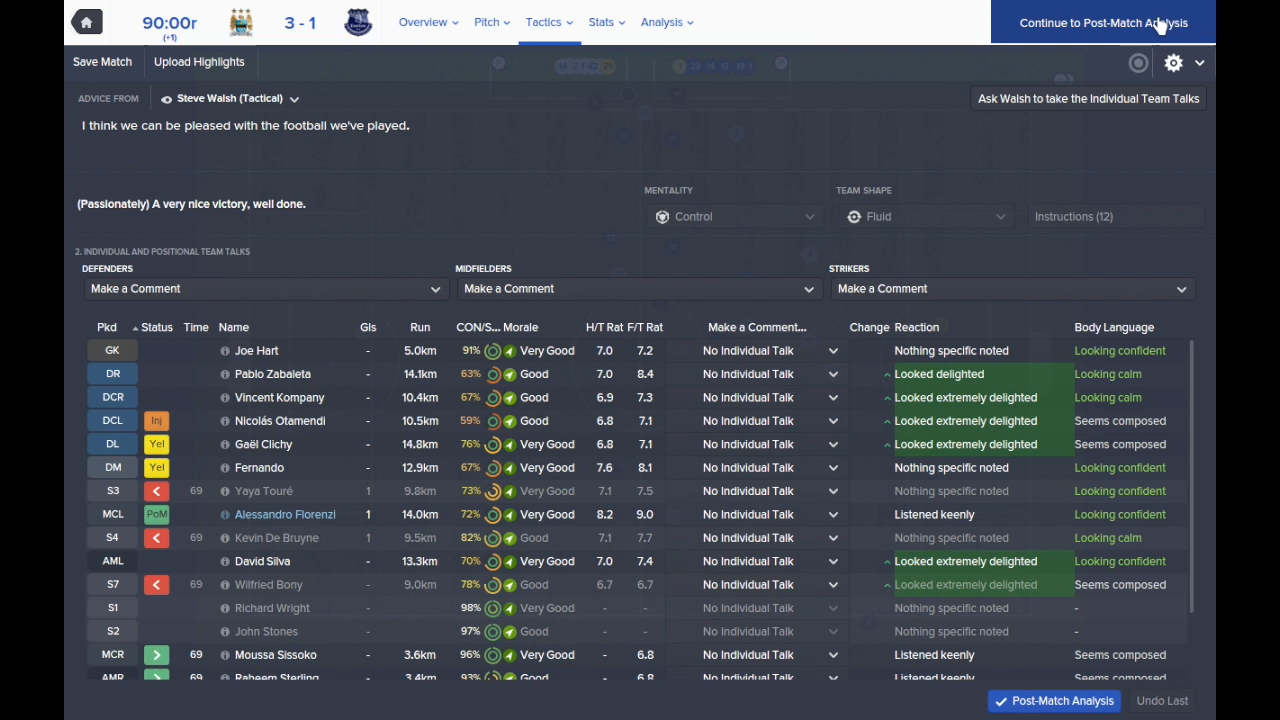 90:00r 3 - 1 Overview Pitch Tactics Stats Analysis Continue to Post-Match Analysis
(+1)
Save Match Upload Highlights
ADVICE FROM Steve Walsh (Tactical) Ask Walsh to take the Individual Team Talks
I think we can be pleased with the football we've played.
MENTALITY TEAM SHAPE
(Passionately) A very nice victory, well done. Control Fluid Instructions (12)
2. INDIVIDUAL AND POSITIONAL TEAM TALKS
DEFENDERS MIDFIELDERS STRIKERS
Make a Comment Make a Comment Make a Comment
Pkd Status Time Name Gls Run CON/S... Morale H/T Rat F/T Rat Make a Comment... Change Reaction Body Language
GK Joe Hart - 5.0km 91% Very Good 7.0 7.2 No Individual Talk Nothing specific noted Looking confident
DR Pablo Zabaleta - 14.1km 63% Good 7.0 8.4 No Individual Talk Looked delighted Looking calm
DCR Vincent Kompany - 10.4km 67% Good 6.9 7.3 No Individual Talk Looked extremely delighted Looking calm
DCL Inj Nicolás Otamendi - 10.5km 59% Good 6.8 7.1 No Individual Talk Looked extremely delighted Seems composed
DL Yel Gaël Clichy - 14.8km 76% Very Good 6.8 7.1 No Individual Talk Looked extremely delighted Seems composed
DM Yel Fernando - 12.9km 67% Good 7.6 8.1 No Individual Talk Nothing specific noted Looking confident
S3 69 Yaya Touré 1 9.8km 73% Very Good 7.1 7.5 No Individual Talk Nothing specific noted Looking confident
MCL PoM Alessandro Florenzi 1 14.0km 72% Very Good 8.2 9.0 No Individual Talk Listened keenly Looking confident
S4 69 Kevin De Bruyne 1 9.5km 82% Good 7.1 7.7 No Individual Talk Nothing specific noted Looking calm
AML David Silva - 13.3km 70% Very Good 7.0 7.4 No Individual Talk Looked extremely delighted Looking confident
S7 69 Wilfried Bony - 9.0km 78% Good 6.7 6.7 No Individual Talk Looked extremely delighted Seems composed
S1 Richard Wright - 98% Very Good - - No Individual Talk Nothing specific noted -
S2 John Stones - 97% Good - - No Individual Talk Nothing specific noted -
MCR 69 Moussa Sissoko - 3.6km 96% Very Good - 6.8 No Individual Talk Listened keenly Seems composed
AMR 69 Raheem Sterling - 3.4km 93% Good - 6.8 No Individual Talk Listened keenly Seems composed
Post-Match Analysis Undo Last